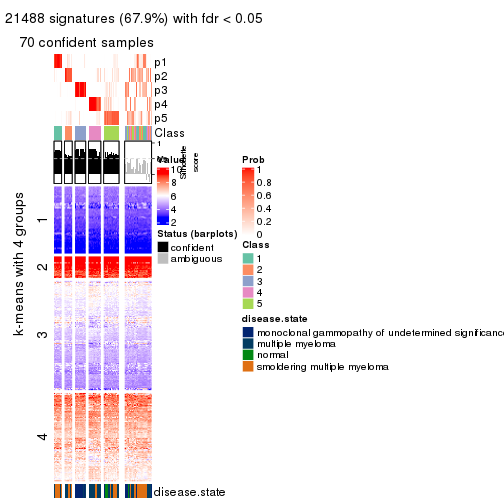 21488 signatures (67.9%) with fdr < 0.05
70 confident samples
p1
p2
p3
p4
p5
Class
1
0
Silhouette
score
Value
10
8
6
4
2
Status (barplots)
confident
ambiguous
Prob
1
0.8
0.6
0.4
0.2
0
Class
1
2
3
4
5
disease.state
monoclonal gammopathy of undetermined significance
multiple myeloma
normal
smoldering multiple myeloma
k-means with 4 groups
1
2
3
4
disease.state